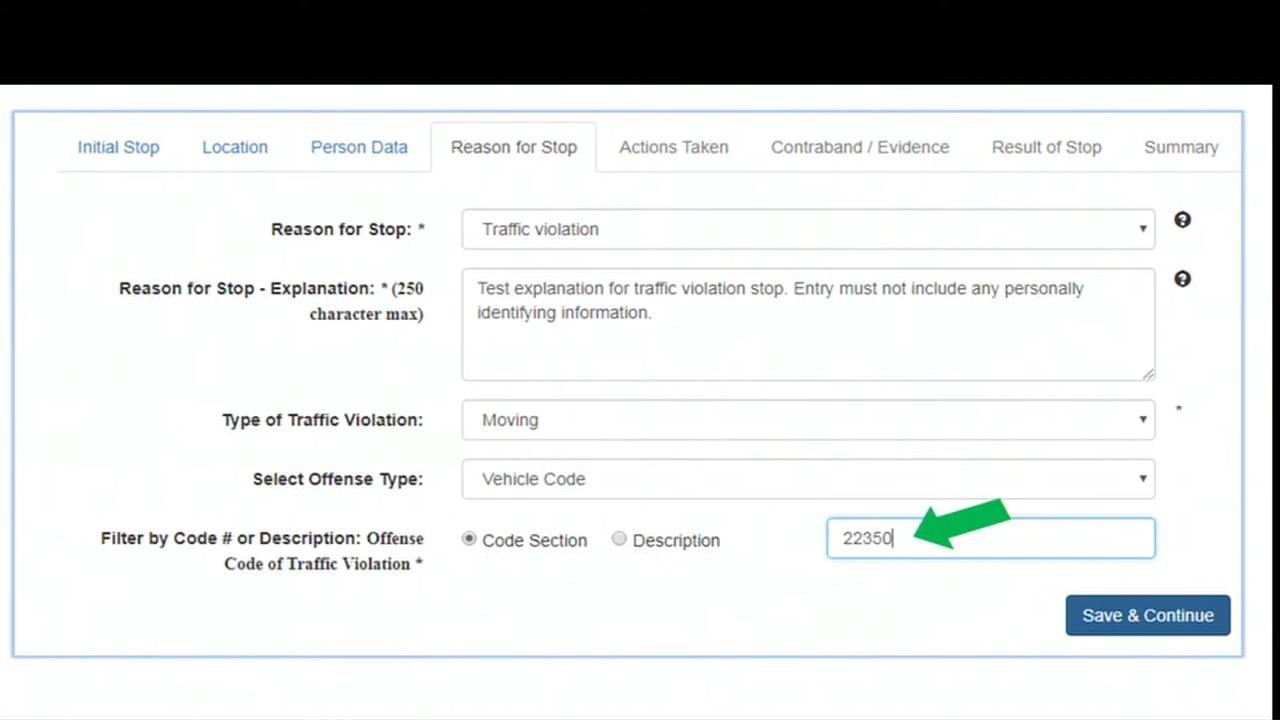 Initial Stop Location Person Data Reason for Stop Actions Taken Contraband / Evidence Result of Stop Summary
Reason for Stop: * Traffic violation
Reason for Stop - Explanation: * (250 character max)
Test explanation for traffic violation stop. Entry must not include any personally
identifying information.
Type of Traffic Violation: Moving *
Select Offense Type: Vehicle Code
Filter by Code # or Description: Offense
Code of Traffic Violation *
Code Section Description 22350
Save & Continue